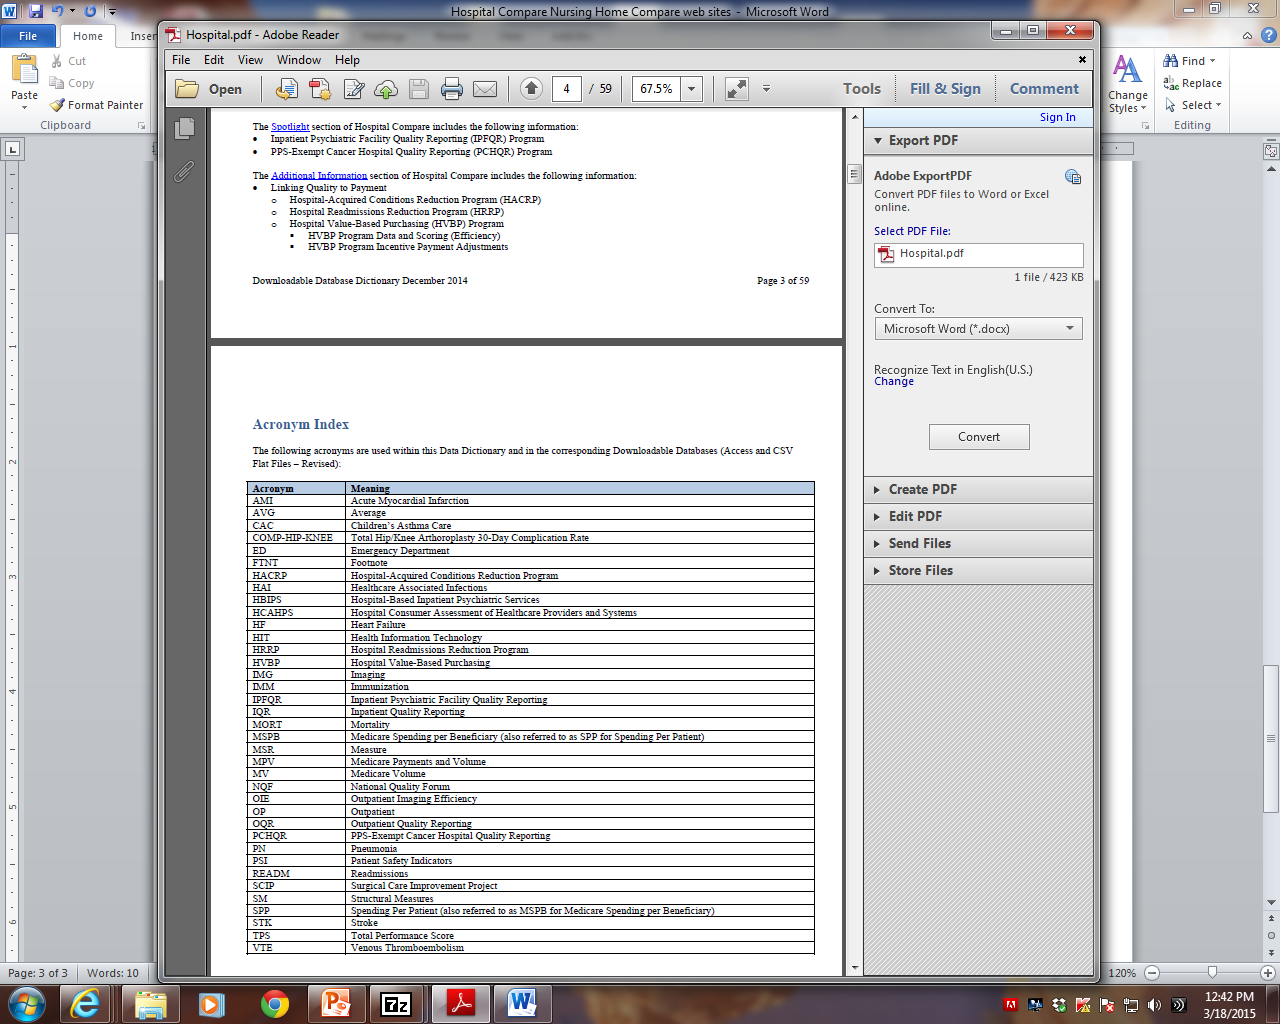 Hospital Compare Nursing Home Compare web sites - Microsoft Word
File Home Inser
Paste
Cut
Copy
Format Painter
Clipboard
Change Styles
Find
Replace
Select
Editing
Hospital.pdf - Adobe Reader
File Edit View Window Help
Open 4 / 59 67.5% Tools Fill & Sign Comment
The Spotlight section of Hospital Compare includes the following information:
• Inpatient Psychiatric Facility Quality Reporting (IPFQR) Program
• PPS-Exempt Cancer Hospital Quality Reporting (PCHQR) Program
The Additional Information section of Hospital Compare includes the following information:
• Linking Quality to Payment
o Hospital-Acquired Conditions Reduction Program (HACRP)
o Hospital Readmissions Reduction Program (HRRP)
o Hospital Value-Based Purchasing (HVBP) Program
▪ HVBP Program Data and Scoring (Efficiency)
▪ HVBP Program Incentive Payment Adjustments
Downloadable Database Dictionary December 2014 Page 3 of 59
Acronym Index
The following acronyms are used within this Data Dictionary and in the corresponding Downloadable Databases (Access and CSV
Flat Files – Revised):
Acronym Meaning
AMI Acute Myocardial Infarction
AVG Average
CAC Children's Asthma Care
COMP-HIP-KNEE Total Hip/Knee Arthoroplasty 30-Day Complication Rate
ED Emergency Department
FTNT Footnote
HACRP Hospital-Acquired Conditions Reduction Program
HAI Healthcare Associated Infections
HBIPS Hospital-Based Inpatient Psychiatric Services
HCAHPS Hospital Consumer Assessment of Healthcare Providers and Systems
HF Heart Failure
HIT Health Information Technology
HRRP Hospital Readmissions Reduction Program
HVBP Hospital Value-Based Purchasing
IMG Imaging
IMM Immunization
IPFQR Inpatient Psychiatric Facility Quality Reporting
IQR Inpatient Quality Reporting
MORT Mortality
MSPB Medicare Spending per Beneficiary (also referred to as SPP for Spending Per Patient)
MSR Measure
MPV Medicare Payments and Volume
MV Medicare Volume
NQF National Quality Forum
OIE Outpatient Imaging Efficiency
OP Outpatient
OQR Outpatient Quality Reporting
PCHQR PPS-Exempt Cancer Hospital Quality Reporting
PN Pneumonia
PSI Patient Safety Indicators
READM Readmissions
SCIP Surgical Care Improvement Project
SM Structural Measures
SPP Spending Per Patient (also referred to as MSPB for Medicare Spending per Beneficiary)
STK Stroke
TPS Total Performance Score
VTE Venous Thromboembolism
Sign In
Export PDF
Adobe ExportPDF
Convert PDF files to Word or Excel
online.
Select PDF File:
Hospital.pdf
1 file / 423 KB
Convert To:
Microsoft Word (*.docx)
Recognize Text in English(U.S.)
Change
Convert
Create PDF
Edit PDF
Send Files
Store Files
Page: 3 of 3 Words: 10 120%
12:42 PM
3/18/2015